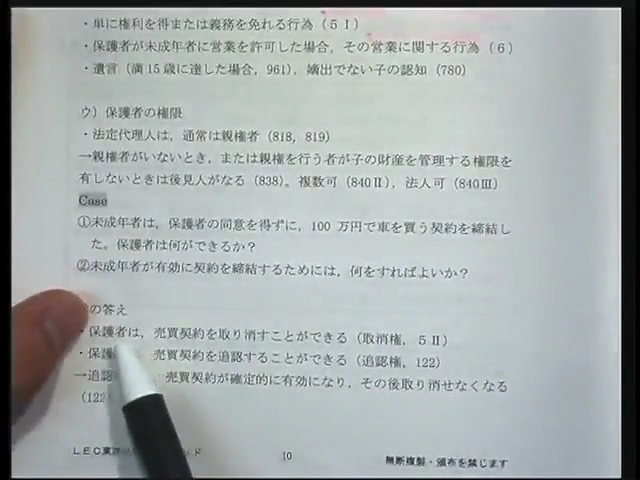 ・単に権利を得または義務を免れる行為（5Ⅰ）
・保護者が未成年者に営業を許可した場合，その営業に関する行為（6）
・遺言（満15歳に達した場合，961），嫡出でない子の認知（780）
ウ）保護者の権限
・法定代理人は，通常は親権者（818，819）
→親権者がいないとき，または親権を行う者が子の財産を管理する権限を
有しないときは後見人がなる（838）。複数可（840Ⅱ），法人可（840Ⅲ）
Case
①未成年者は，保護者の同意を得ずに，100万円で車を買う契約を締結し
た。保護者は何ができるか？
②未成年者が有効に契約を締結するためには，何をすればよいか？
の答え
・保護者は，売買契約を取り消すことができる（取消権，5Ⅱ）
・保護 売買契約を追認することができる（追認権，122）
→追認 売買契約が確定的に有効になり，その後取り消せなくなる
（122
LEC東京
10
無断複製・頒布を禁じます